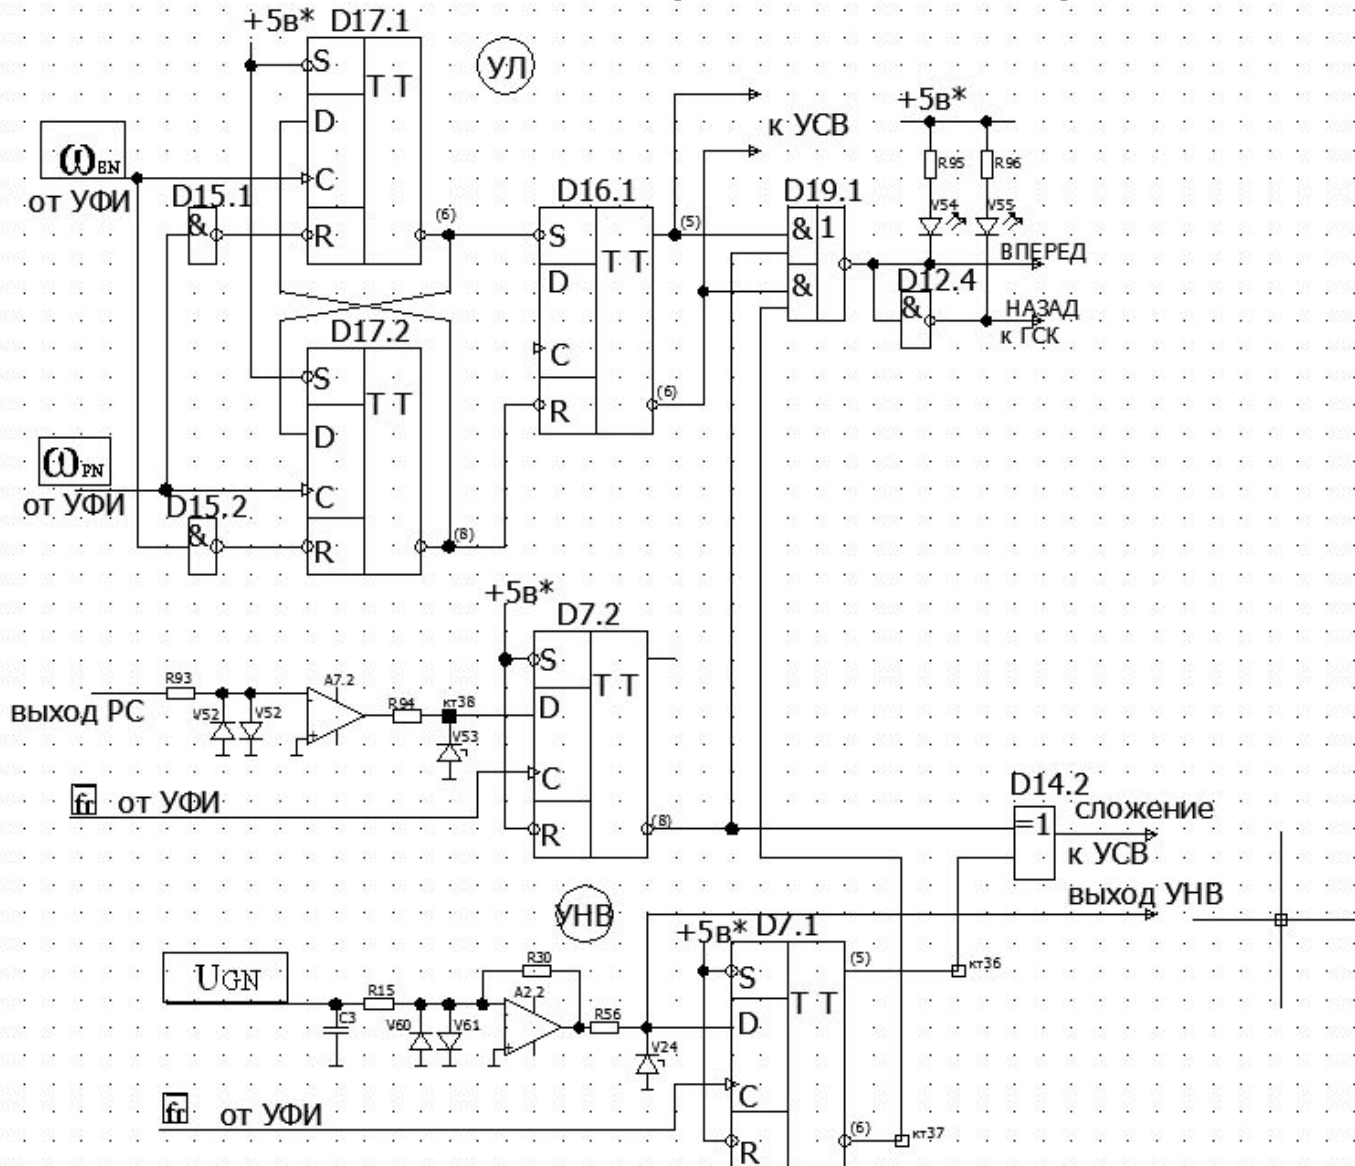 +5в* D17.1
S
Т Т
УЛ
D
ωBN
C
от УФИ
D15.1
&
R
(6)
D16.1
S
Т Т
D
C
R
(5)
(6)
к УСВ
D19.1
& 1
&
+5в*
R95
R96
V54
V55
ВПЕРЕД
D12.4
&
НАЗАД
к ГСК
D17.2
S
Т Т
D
ωPN
C
от УФИ
D15.2
&
R
(8)
+5в*
D7.2
S
Т Т
D
C
R
(8)
R93
выход РС
V52
V52
A7.2
+
R94
кт38
V53
fr от УФИ
D14.2
=1
сложение
к УСВ
выход УНВ
УНВ
+5в* D7.1
S
Т Т
D
C
R
(5)
кт36
(6)
кт37
UGN
C3
R15
V60
V61
R30
A2.2
+
R56
V24
fr от УФИ